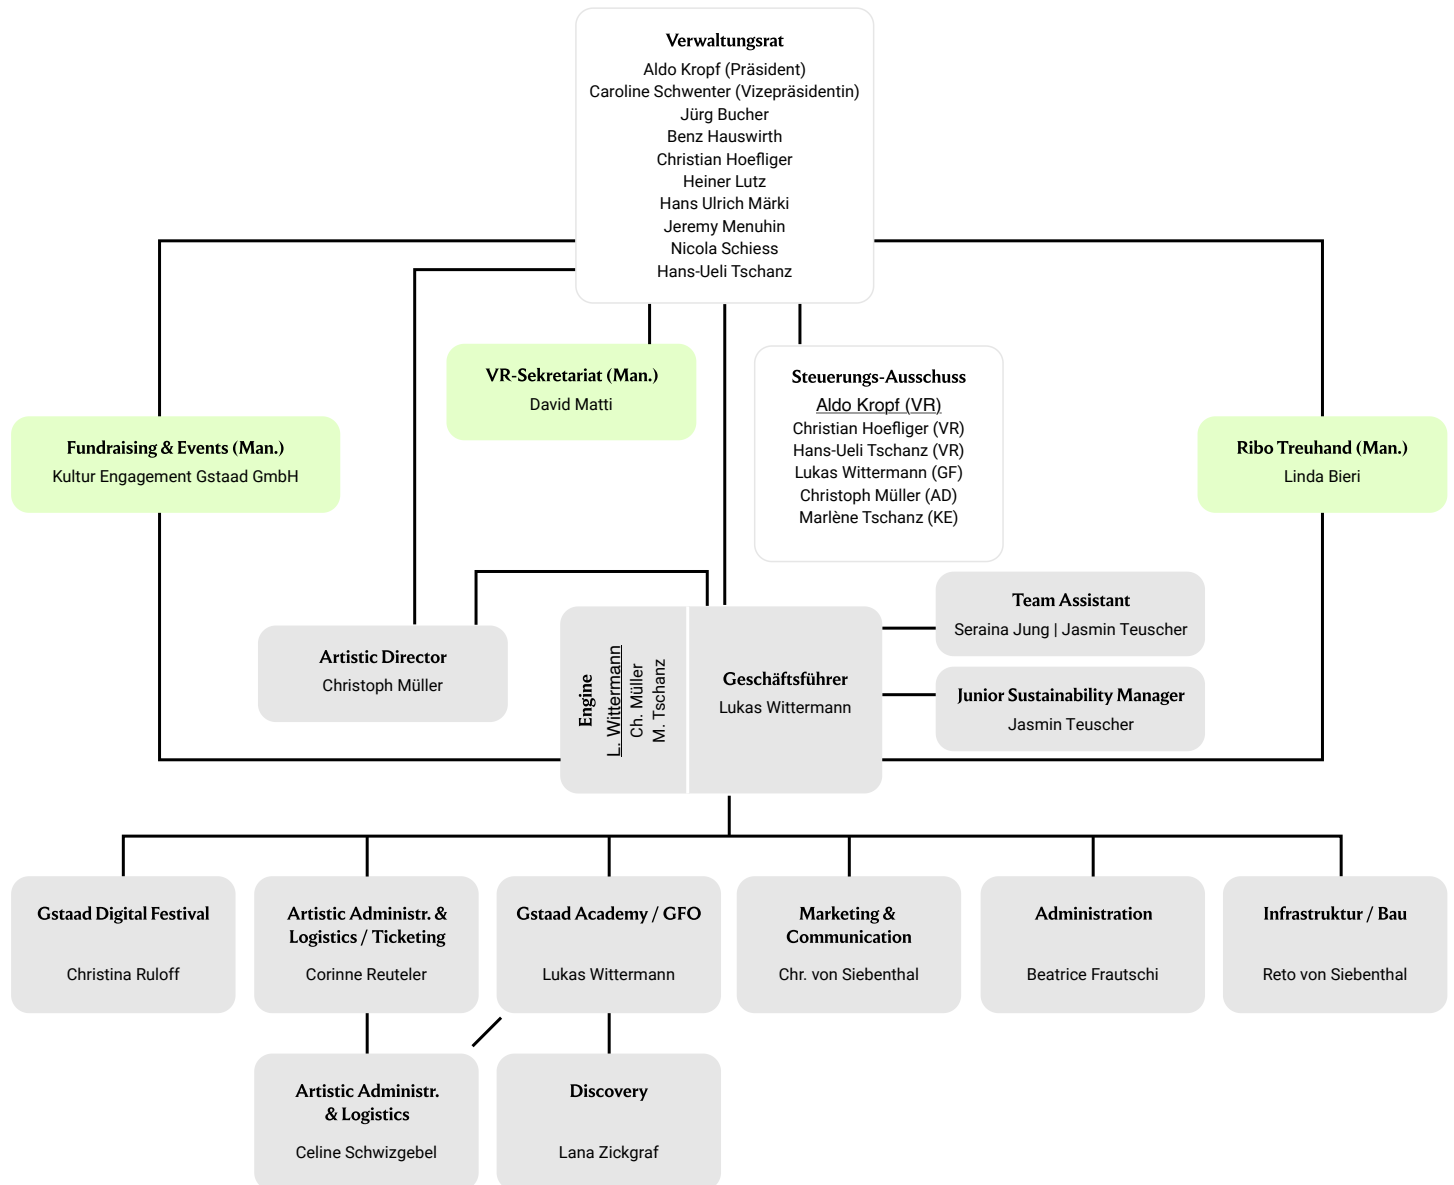 Verwaltungsrat
Aldo Kropf (Präsident)
Caroline Schwenter (Vizepräsidentin)
Jürg Bucher
Benz Hauswirth
Christian Hoefliger
Heiner Lutz
Hans Ulrich Märki
Jeremy Menuhin
Nicola Schiess
Hans-Ueli Tschanz
VR-Sekretariat (Man.)
David Matti
Steuerungs-Ausschuss
Aldo Kropf (VR)
Christian Hoefliger (VR)
Hans-Ueli Tschanz (VR)
Lukas Wittermann (GF)
Christoph Müller (AD)
Marlène Tschanz (KE)
Fundraising & Events (Man.)
Kultur Engagement Gstaad GmbH
Ribo Treuhand (Man.)
Linda Bieri
Artistic Director
Christoph Müller
Engine
L. Wittermann
Ch. Müller
M. Tschanz
Geschäftsführer
Lukas Wittermann
Team Assistant
Seraina Jung | Jasmin Teuscher
Junior Sustainability Manager
Jasmin Teuscher
Gstaad Digital Festival
Christina Ruloff
Artistic Administr. &
Logistics / Ticketing
Corinne Reuteler
Gstaad Academy / GFO
Lukas Wittermann
Marketing &
Communication
Chr. von Siebenthal
Administration
Beatrice Frautschi
Infrastruktur / Bau
Reto von Siebenthal
Artistic Administr.
& Logistics
Celine Schwizgebel
Discovery
Lana Zickgraf